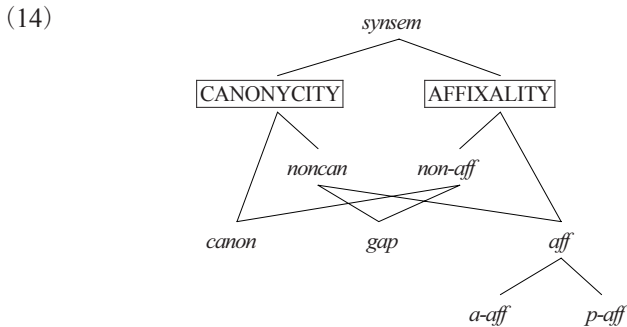 (14)
synsem
CANONYCITY AFFIXALITY
noncan non-aff
canon gap aff
a-aff p-aff